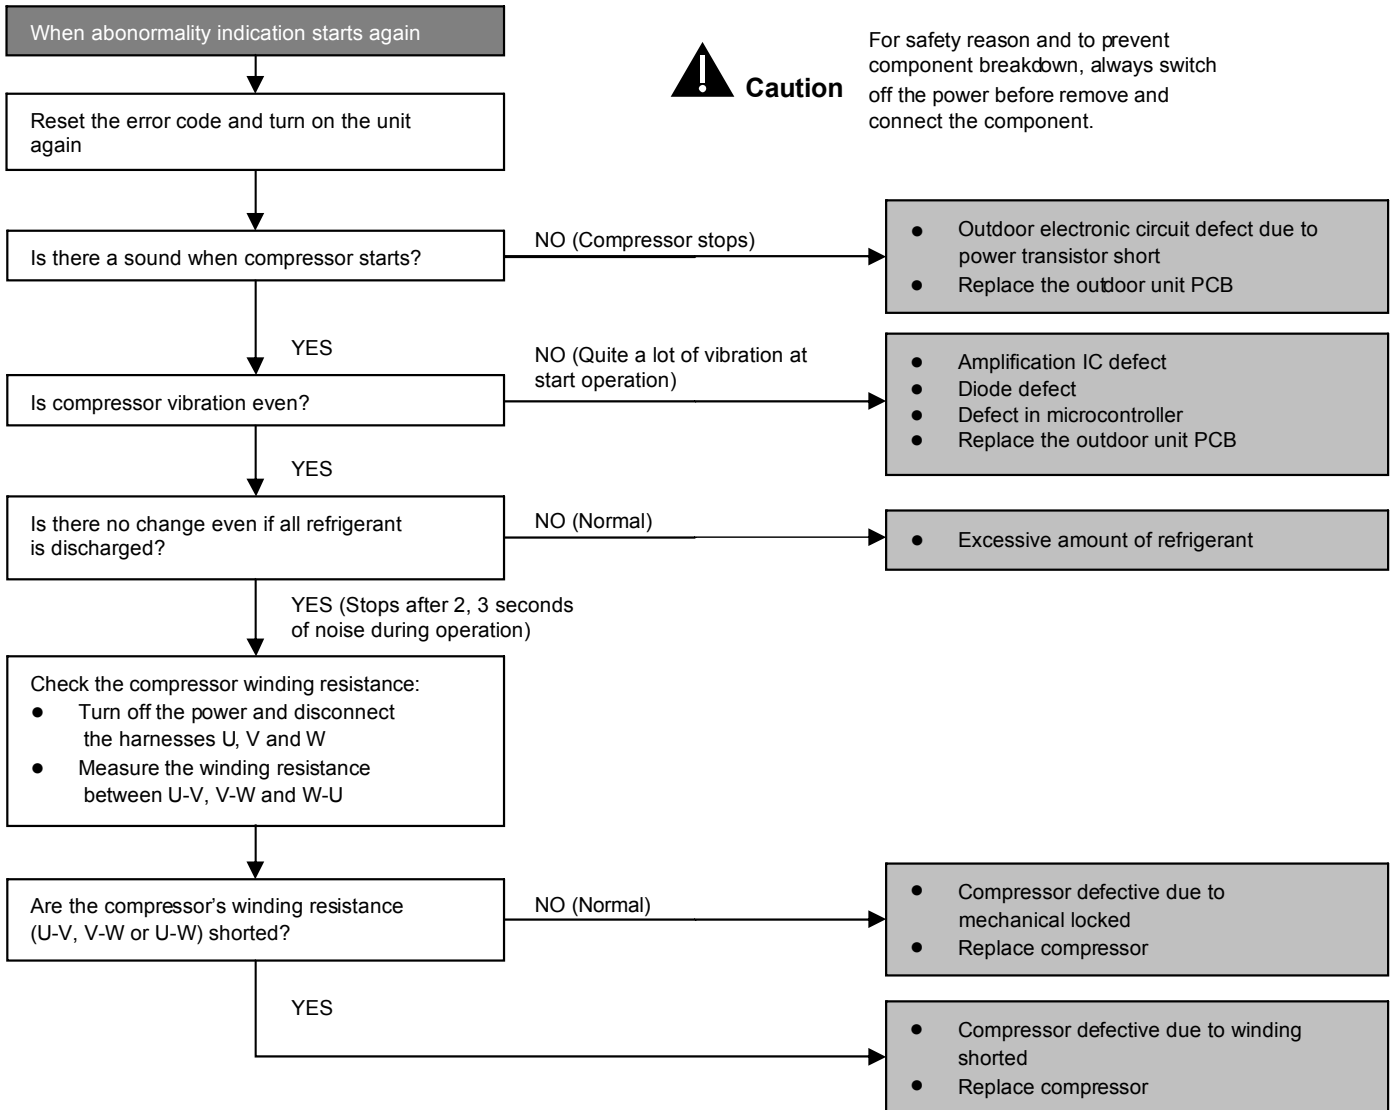 When abonormality indication starts again
Caution
For safety reason and to prevent
component breakdown, always switch
off the power before remove and
connect the component.
Reset the error code and turn on the unit
again
Is there a sound when compressor starts?
NO (Compressor stops)
● Outdoor electronic circuit defect due to
power transistor short
● Replace the outdoor unit PCB
YES
NO (Quite a lot of vibration at
start operation)
Is compressor vibration even?
● Amplification IC defect
● Diode defect
● Defect in microcontroller
● Replace the outdoor unit PCB
YES
Is there no change even if all refrigerant
is discharged?
NO (Normal)
● Excessive amount of refrigerant
YES (Stops after 2, 3 seconds
of noise during operation)
Check the compressor winding resistance:
● Turn off the power and disconnect
the harnesses U, V and W
● Measure the winding resistance
between U-V, V-W and W-U
Are the compressor's winding resistance
(U-V, V-W or U-W) shorted?
NO (Normal)
● Compressor defective due to
mechanical locked
● Replace compressor
YES
● Compressor defective due to winding
shorted
● Replace compressor